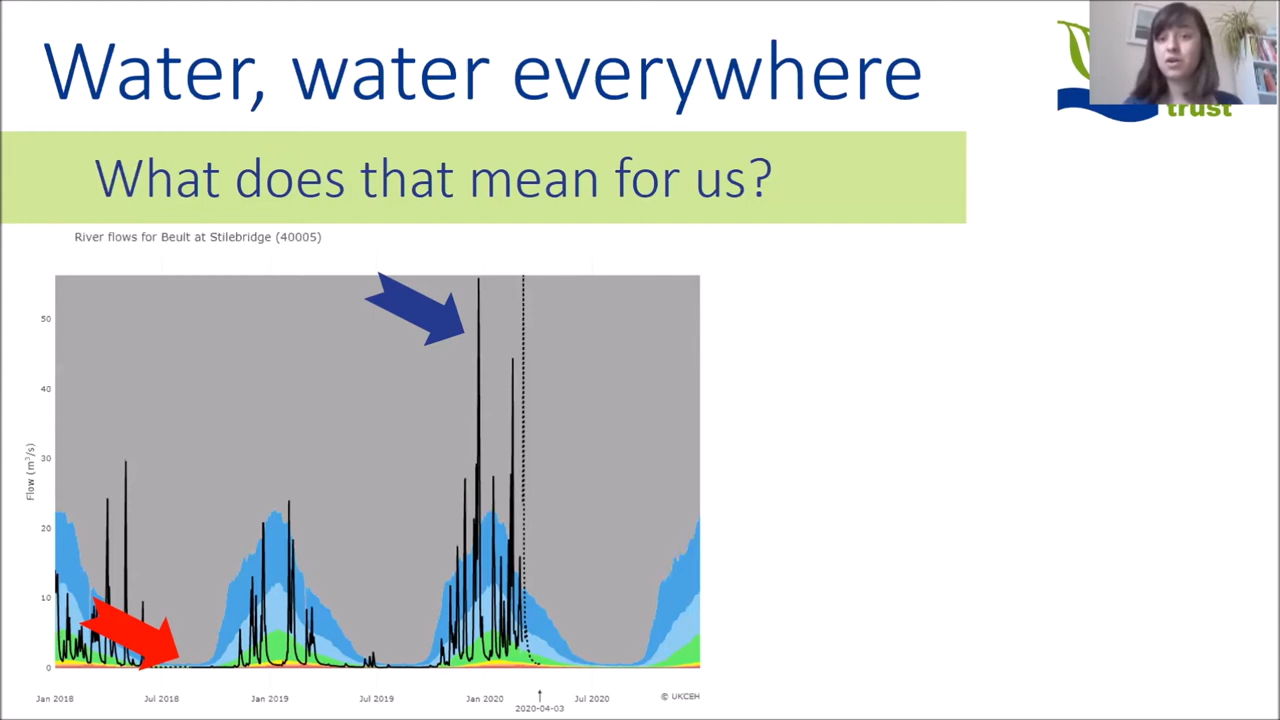 Water, water everywhere
trust
What does that mean for us?
River flows for Beult at Stilebridge (40005)
Flow (m³/s)
50
40
30
20
10
0
Jan 2018
Jul 2018
Jan 2019
Jul 2019
Jan 2020
2020-04-03
Jul 2020
© UKCEH